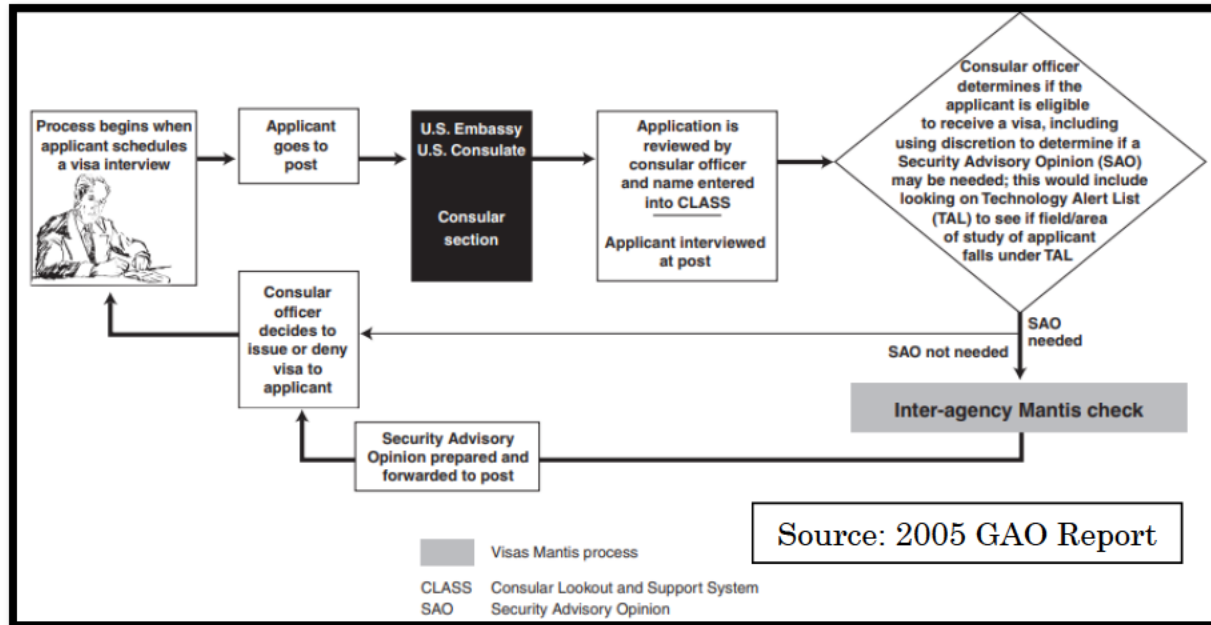 Process begins when
applicant schedules
a visa interview
Applicant
goes to
post
U.S. Embassy
U.S. Consulate
Consular
section
Application is
reviewed by
consular officer
and name entered
into CLASS
Applicant interviewed
at post
Consular officer
determines if the
applicant is eligible
to receive a visa, including
using discretion to determine if a
Security Advisory Opinion (SAO)
may be needed; this would include
looking on Technology Alert List
(TAL) to see if field/area
of study of applicant
falls under TAL
SAO
needed
SAO not needed
Inter-agency Mantis check
Security Advisory
Opinion prepared and
forwarded to post
Consular
officer
decides to
issue or deny
visa to
applicant
Source: 2005 GAO Report
Visas Mantis process
CLASS Consular Lookout and Support System
SAO Security Advisory Opinion